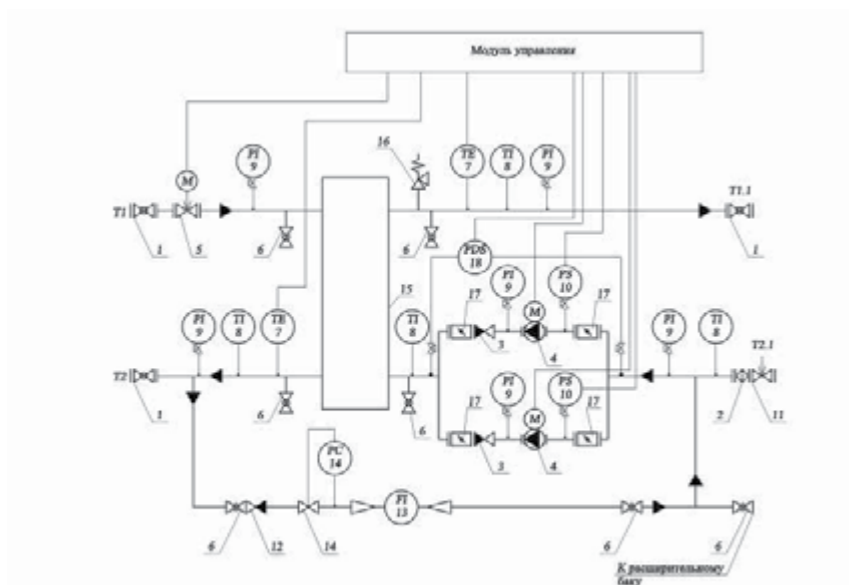 Модуль управления
PI
9
16
TE
7
TI
8
PI
9
M
T1
T1.1
1
5
6
6
1
PDS
18
15
17
PI
9
PS
10
17
M
PI
9
TI
8
TE
7
TI
8
3
4
PI
9
TI
8
T2.1
T2
1
6
6
17
PI
9
PS
10
17
M
2
11
3
4
PC
14
FI
13
6
12
14
6
6
К расширительному
баку